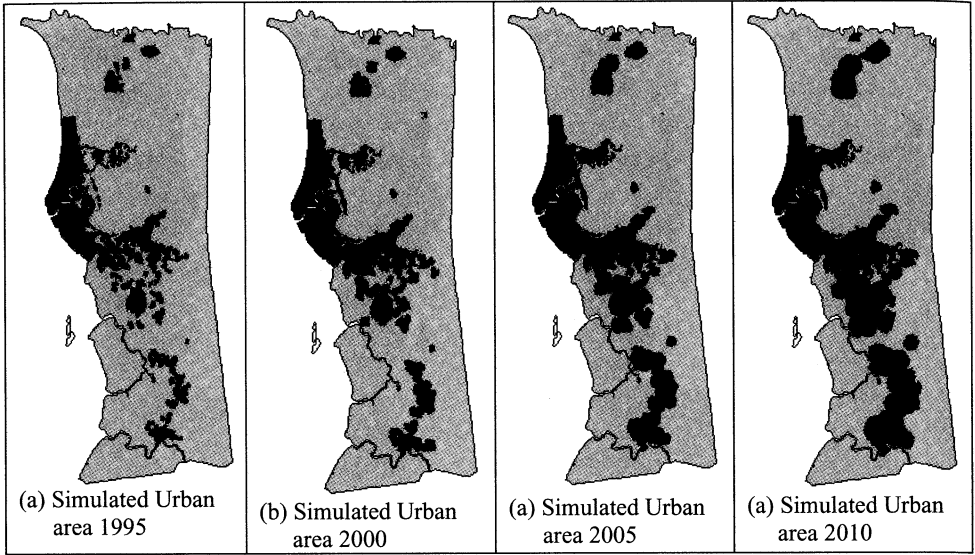 (a) Simulated Urban
area 1995
(b) Simulated Urban
area 2000
(a) Simulated Urban
area 2005
(a) Simulated Urban
area 2010